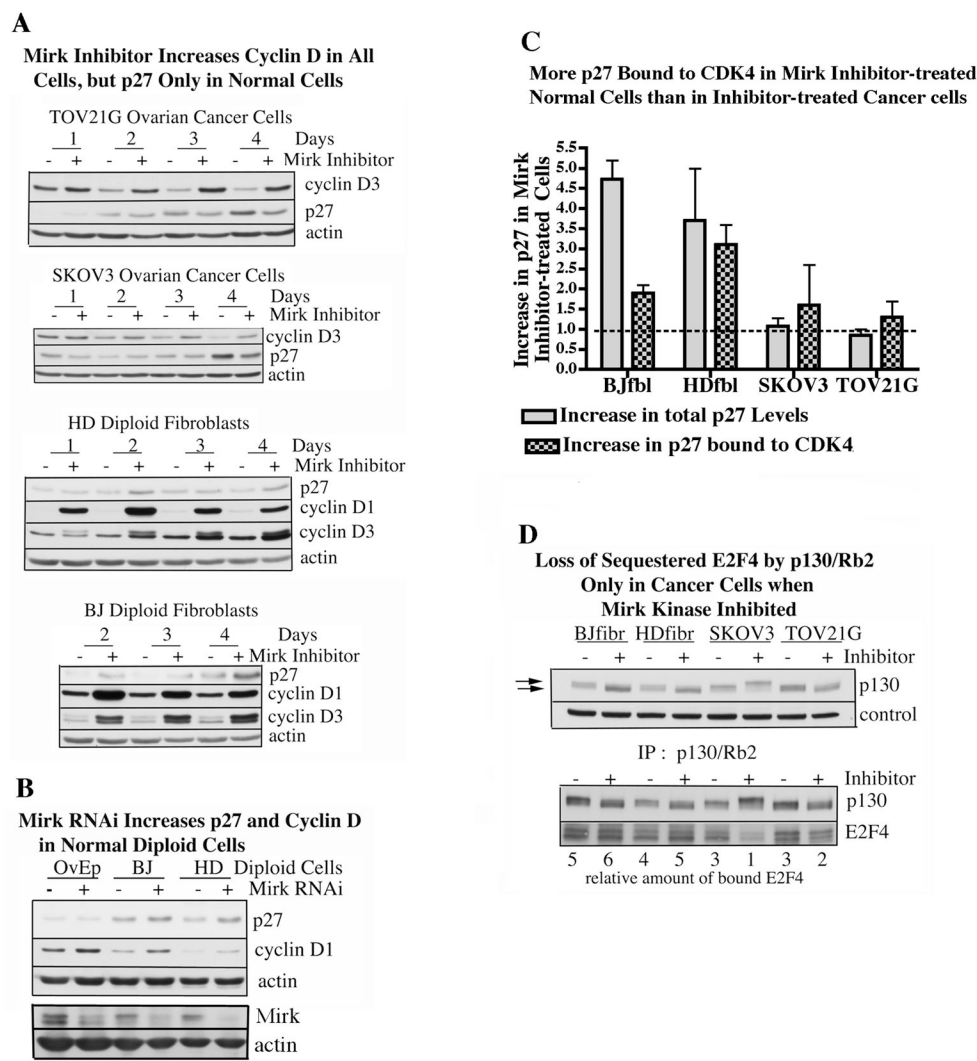 A
Mirk Inhibitor Increases Cyclin D in All
Cells, but p27 Only in Normal Cells
TOV21G Ovarian Cancer Cells
1 2 3 4 Days
- + - + - + - + Mirk Inhibitor
cyclin D3
p27
actin
SKOV3 Ovarian Cancer Cells
1 2 3 4 Days
- + - + - + - + Mirk Inhibitor
cyclin D3
p27
actin
HD Diploid Fibroblasts
1 2 3 4 Days
- + - + - + - + Mirk Inhibitor
p27
cyclin D1
cyclin D3
actin
BJ Diploid Fibroblasts
2 3 4 Days
- + - + - + Mirk Inhibitor
p27
cyclin D1
cyclin D3
actin
B
Mirk RNAi Increases p27 and Cyclin D
in Normal Diploid Cells
OvEp BJ HD Diploid Cells
- + - + - + Mirk RNAi
p27
cyclin D1
actin
Mirk
actin
C
More p27 Bound to CDK4 in Mirk Inhibitor-treated
Normal Cells than in Inhibitor-treated Cancer cells
Increase in p27 in Mirk
Inhibitor-treated Cells
5.5
5.0
4.5
4.0
3.5
3.0
2.5
2.0
1.5
1.0
0.5
0.0
BJfbl HDfbl SKOV3 TOV21G
Increase in total p27 Levels
Increase in p27 bound to CDK4
D
Loss of Sequestered E2F4 by p130/Rb2
Only in Cancer Cells when
Mirk Kinase Inhibited
BJfibr HDfibr SKOV3 TOV21G
- + - + - + - + Inhibitor
p130
control
IP : p130/Rb2
- + - + - + - + Inhibitor
p130
E2F4
5 6 4 5 3 1 3 2
relative amount of bound E2F4